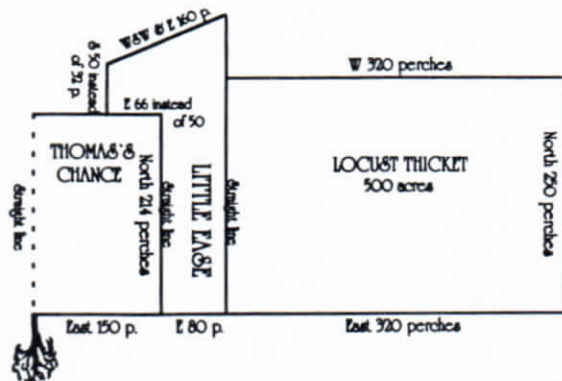 WSW & E 160 p.
S 50 instead
of 32 p.
W 320 perches
E 66 instead
of 50
THOMAS'S
CHANCE
North 214
perches
Straight line
LITTLE EASE
Straight line
LOCUST THICKET
500 acres
North 250
perches
Straight line
East 150 p.
E 80 p.
East 320 perches